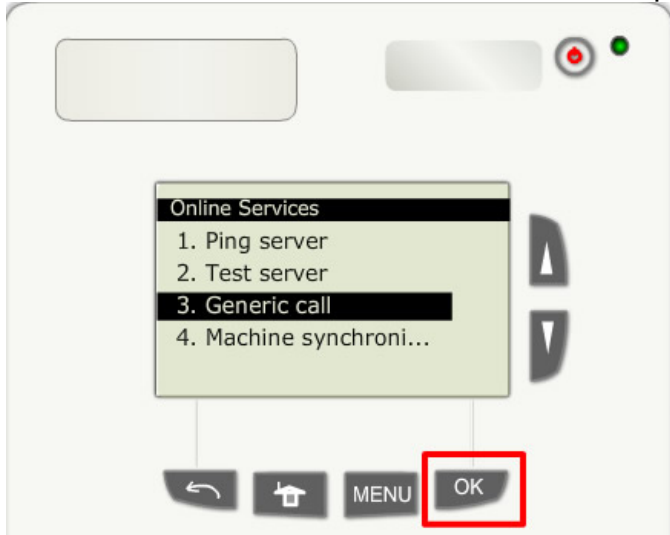 Online Services
1. Ping server
2. Test server
3. Generic call
4. Machine synchroni...
MENU
OK